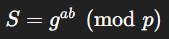 S = g^{ab} (mod p)